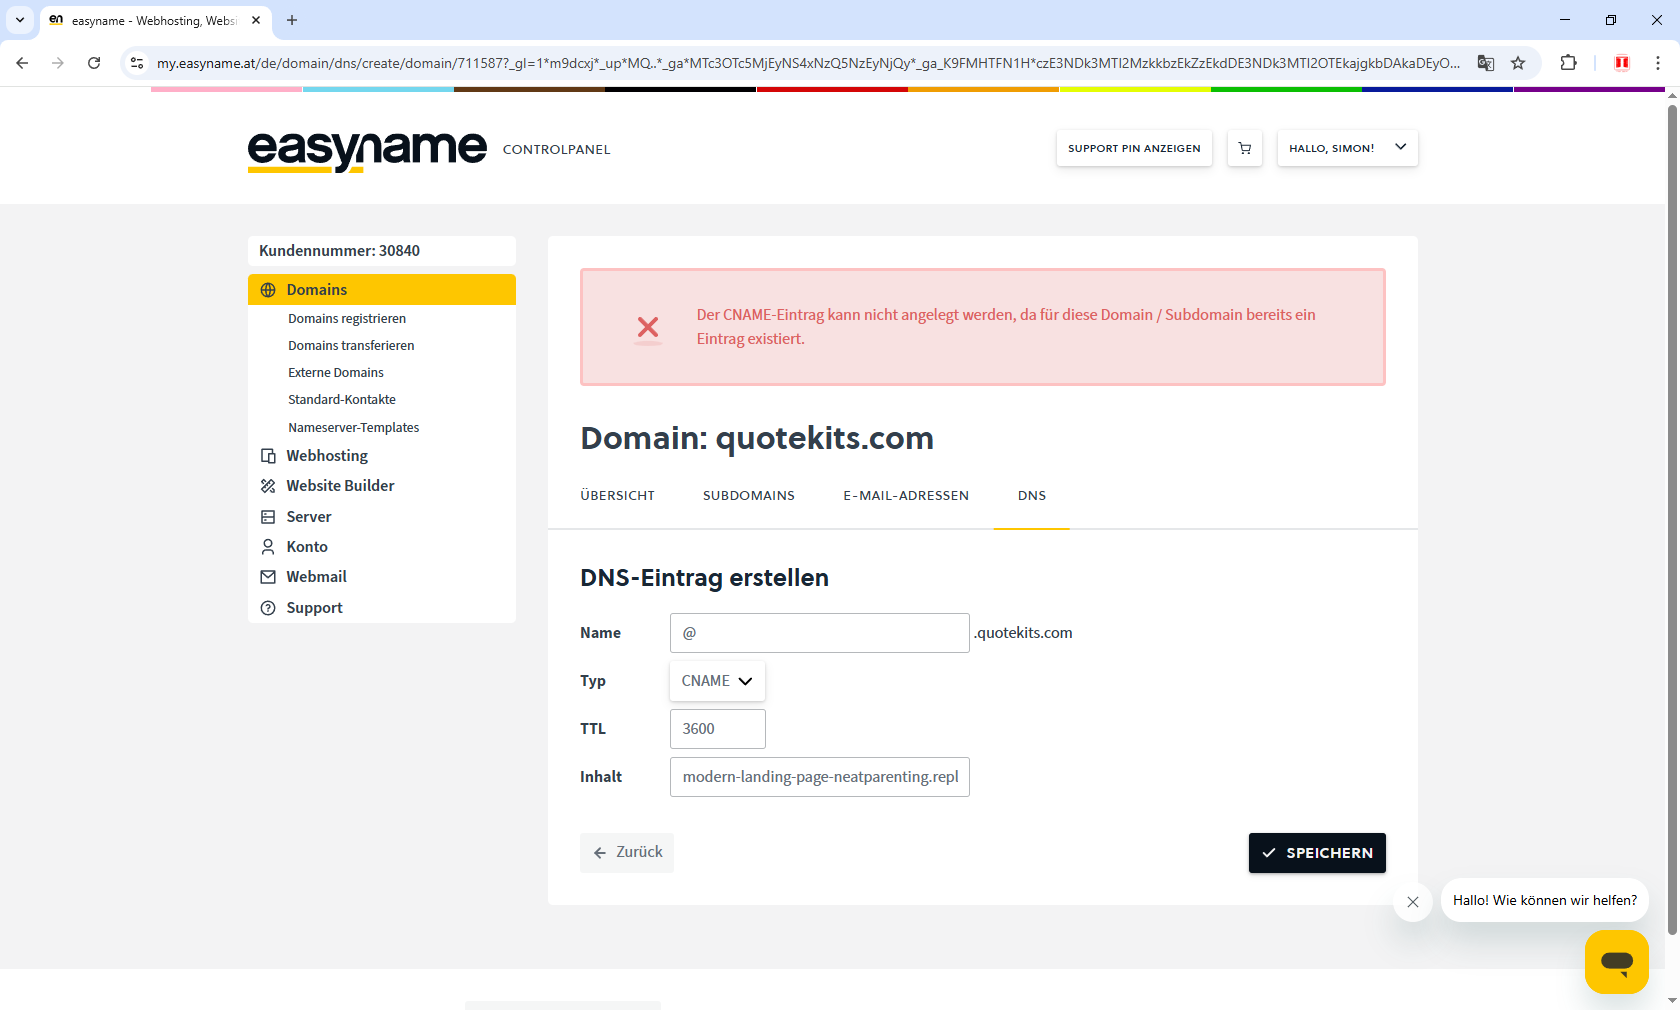 easyname - Webhosting, Websi
my.easyname.at/de/domain/dns/create/domain/711587?_gl=1*m9dcxj*_up*MQ..*_ga*MTc3OTc5MjEyNS4xNzQ5NzEyNjQy*_ga_K9FMHTFN1H*czE3NDk3MTI2MzkkbzEkZzEkdDE3NDk3MTI2OTEkajgkbDAkaDEyO...
easyname CONTROLPANEL
SUPPORT PIN ANZEIGEN
HALLO, SIMON!
Kundennummer: 30840
Domains
Domains registrieren
Domains transferieren
Externe Domains
Standard-Kontakte
Nameserver-Templates
Webhosting
Website Builder
Server
Konto
Webmail
Support
Der CNAME-Eintrag kann nicht angelegt werden, da für diese Domain / Subdomain bereits ein
Eintrag existiert.
Domain: quotekits.com
ÜBERSICHT SUBDOMAINS E-MAIL-ADRESSEN DNS
DNS-Eintrag erstellen
Name @ .quotekits.com
Typ CNAME
TTL 3600
Inhalt modern-landing-page-neatparenting.repl
Zurück
SPEICHERN
Hallo! Wie können wir helfen?